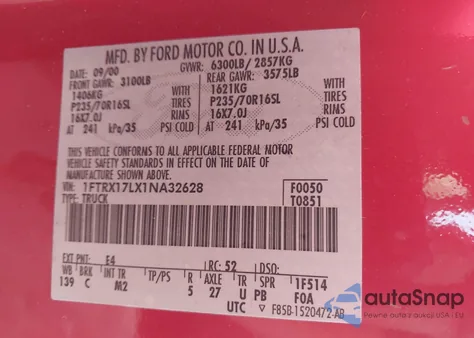 MFD. BY FORD MOTOR CO. IN U.S.A.
DATE: 09/00 GVWR: 6300LB/ 2857KG
FRONT GAWR: 3100LB REAR GAWR: 3575LB
1406KG 1621KG
P235/70R16SL TIRES P235/70R16SL TIRES
16X7.0J RIMS 16X7.0J RIMS
AT 241 kPa/35 PSI COLD AT 241 kPa/35 PSI COLD
THIS VEHICLE CONFORMS TO ALL APPLICABLE FEDERAL MOTOR
VEHICLE SAFETY STANDARDS IN EFFECT ON THE DATE OF
MANUFACTURE SHOWN ABOVE.
VIN: 1FTRX17LX1NA32628 F0050
TYPE: TRUCK T0851
EXT PNT: E4 RC: 52 DSO:
WB BRK INT TR TP/PS R AXLE TR SPR 1F514
139 C M2 5 27 U PB F0A
UTC F85B-1520472-AB
autoSnap
Pewne auto z USA i EU